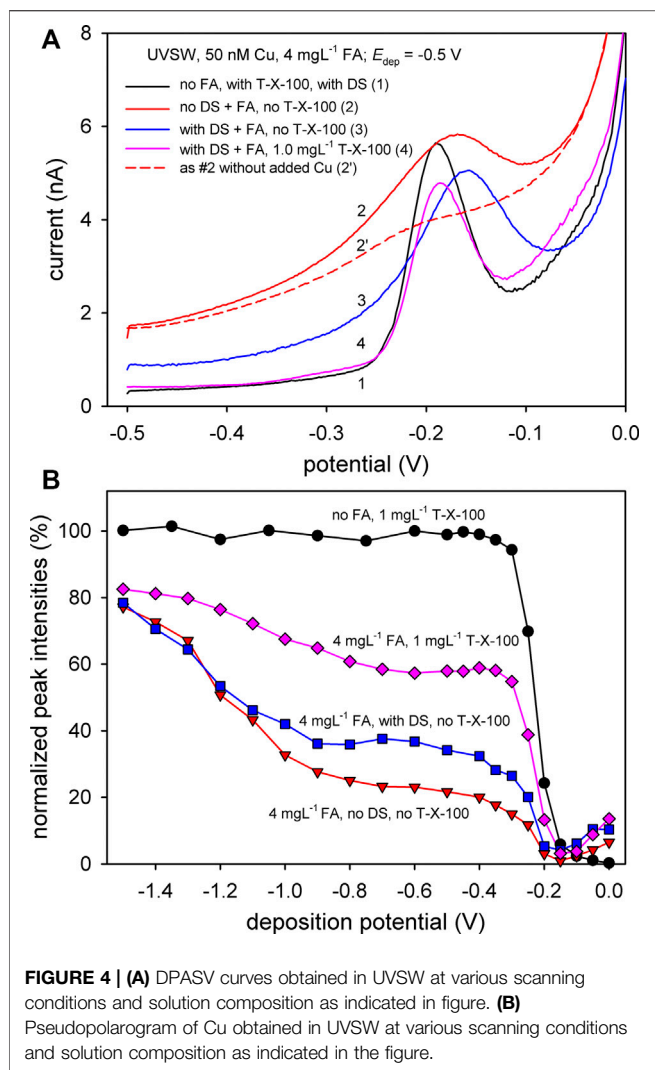 A
UVSW, 50 nM Cu, 4 mgL⁻¹ FA; E_dep = -0.5 V
no FA, with T-X-100, with DS (1)
no DS + FA, no T-X-100 (2)
with DS + FA, no T-X-100 (3)
with DS + FA, 1.0 mgL⁻¹ T-X-100 (4)
as #2 without added Cu (2')
8
6
4
2
0
current (nA)
2
2'
3
4
1
-0.5 -0.4 -0.3 -0.2 -0.1 0.0
potential (V)
B
no FA, 1 mgL⁻¹ T-X-100
4 mgL⁻¹ FA, 1 mgL⁻¹ T-X-100
4 mgL⁻¹ FA, with DS, no T-X-100
4 mgL⁻¹ FA, no DS, no T-X-100
100
80
60
40
20
0
normalized peak intensities (%)
-1.4 -1.2 -1.0 -0.8 -0.6 -0.4 -0.2 0.0
deposition potential (V)
FIGURE 4 | (A) DPASV curves obtained in UVSW at various scanning
conditions and solution composition as indicated in figure. (B)
Pseudopolarogram of Cu obtained in UVSW at various scanning conditions
and solution composition as indicated in the figure.